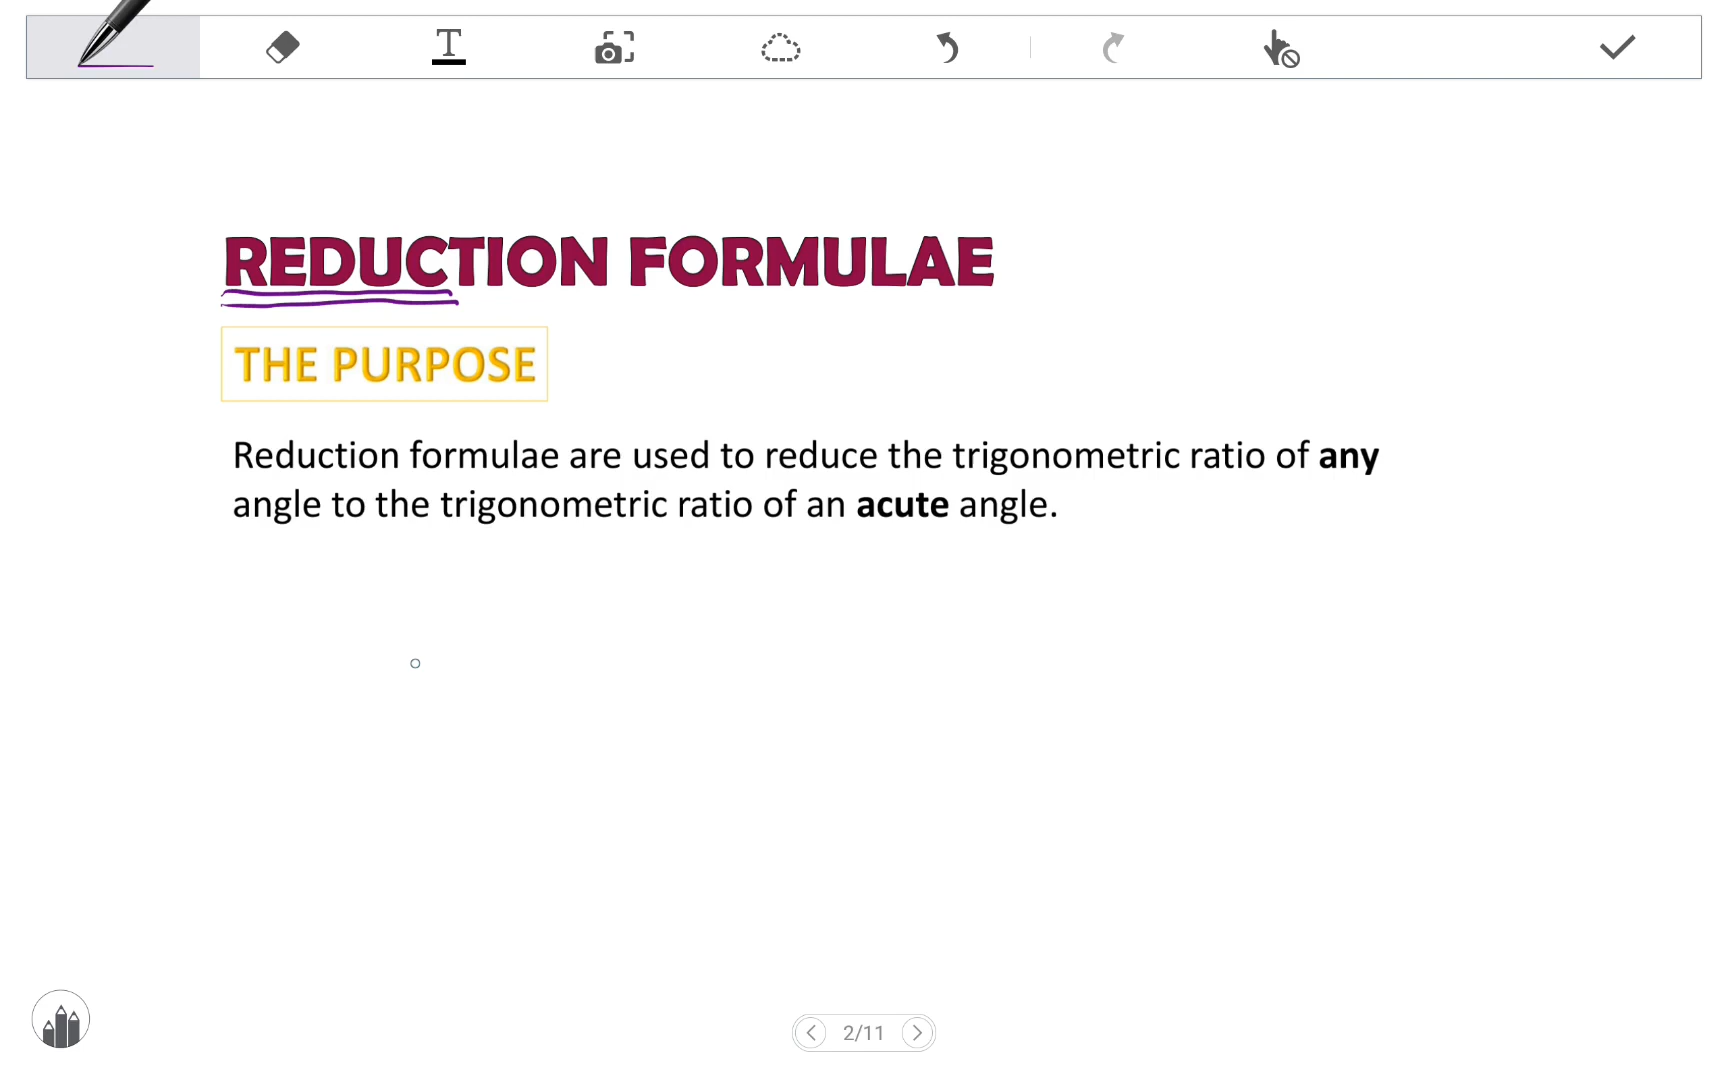 T
REDUCTION FORMULAE
THE PURPOSE
Reduction formulae are used to reduce the trigonometric ratio of any
angle to the trigonometric ratio of an acute angle.
2/11